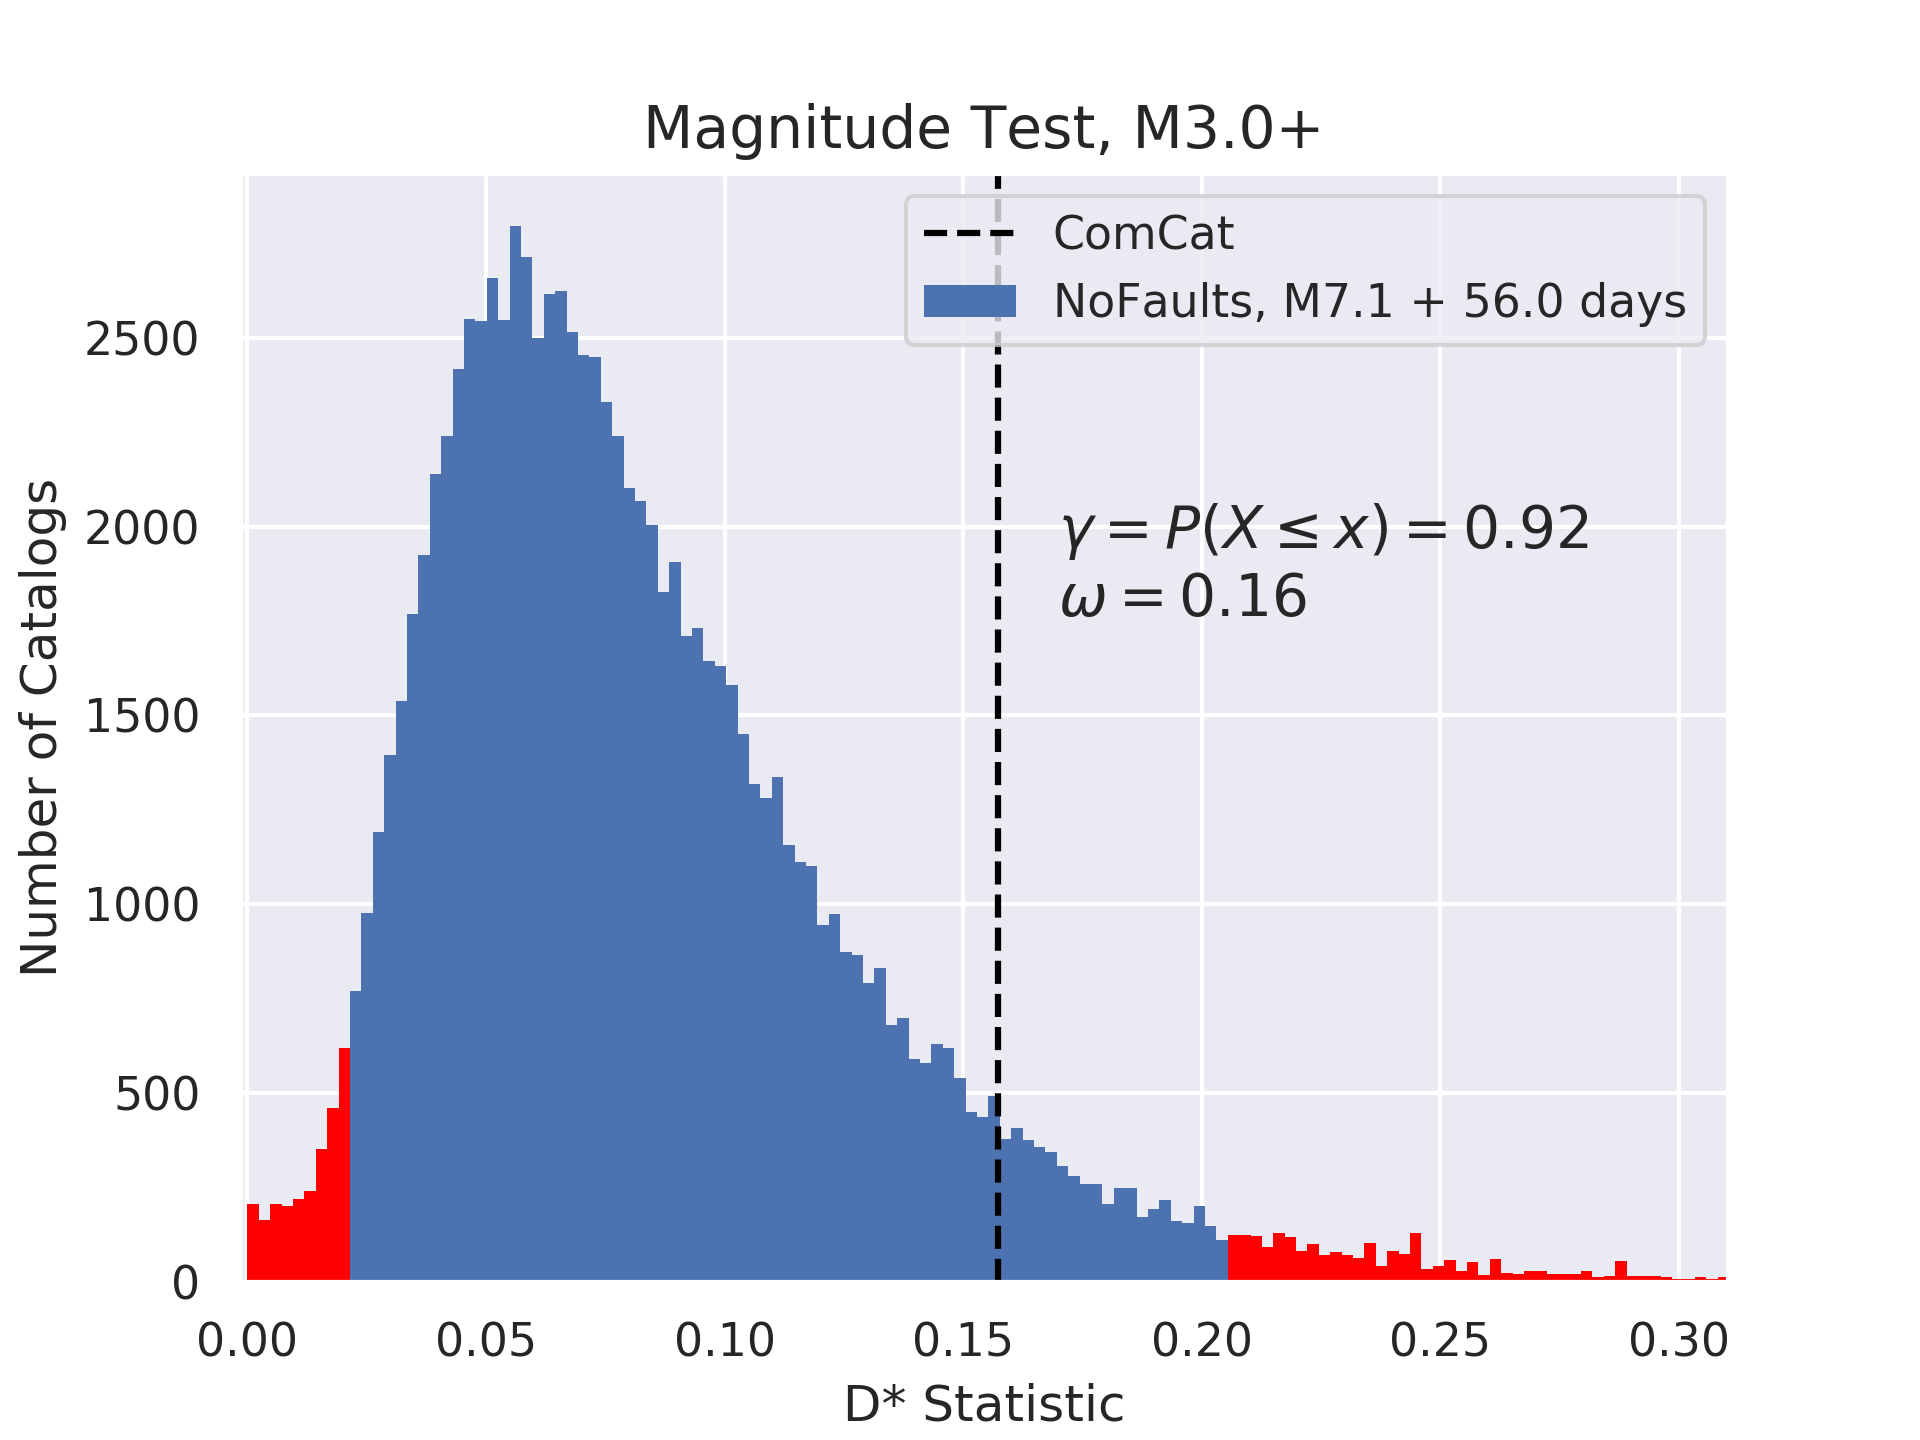 Magnitude Test, M3.0+
ComCat
NoFaults, M7.1 + 56.0 days
γ = P(X ≤ x) = 0.92
ω = 0.16
Number of Catalogs
2500
2000
1500
1000
500
0
0.00 0.05 0.10 0.15 0.20 0.25 0.30
D* Statistic